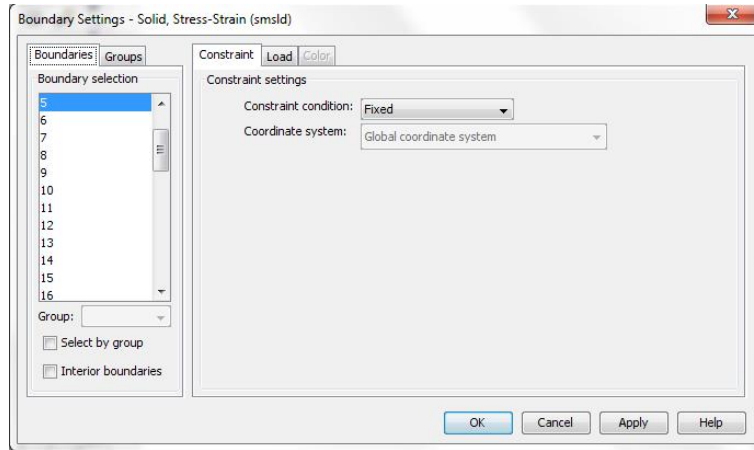 Boundary Settings - Solid, Stress-Strain (smsld)
Boundaries Groups
Boundary selection
5
6
7
8
9
10
11
12
13
14
15
16
Group:
Select by group
Interior boundaries
Constraint Load Color
Constraint settings
Constraint condition: Fixed
Coordinate system: Global coordinate system
OK Cancel Apply Help